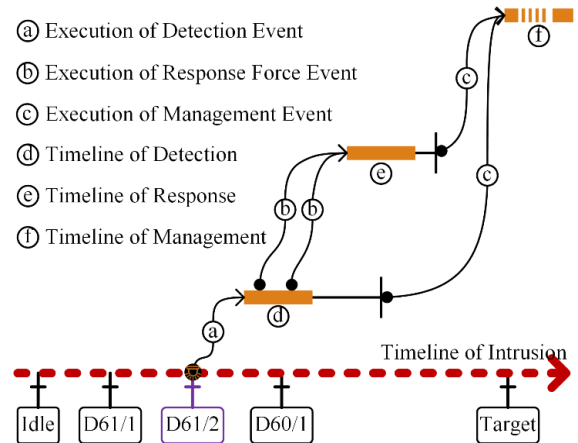 ⓐ Execution of Detection Event
ⓑ Execution of Response Force Event
ⓒ Execution of Management Event
ⓓ Timeline of Detection
ⓔ Timeline of Response
ⓕ Timeline of Management
ⓕ
ⓒ
ⓔ
ⓒ
ⓑ ⓑ
ⓓ
ⓐ
Timeline of Intrusion
Idle D61/1 D61/2 D60/1 Target